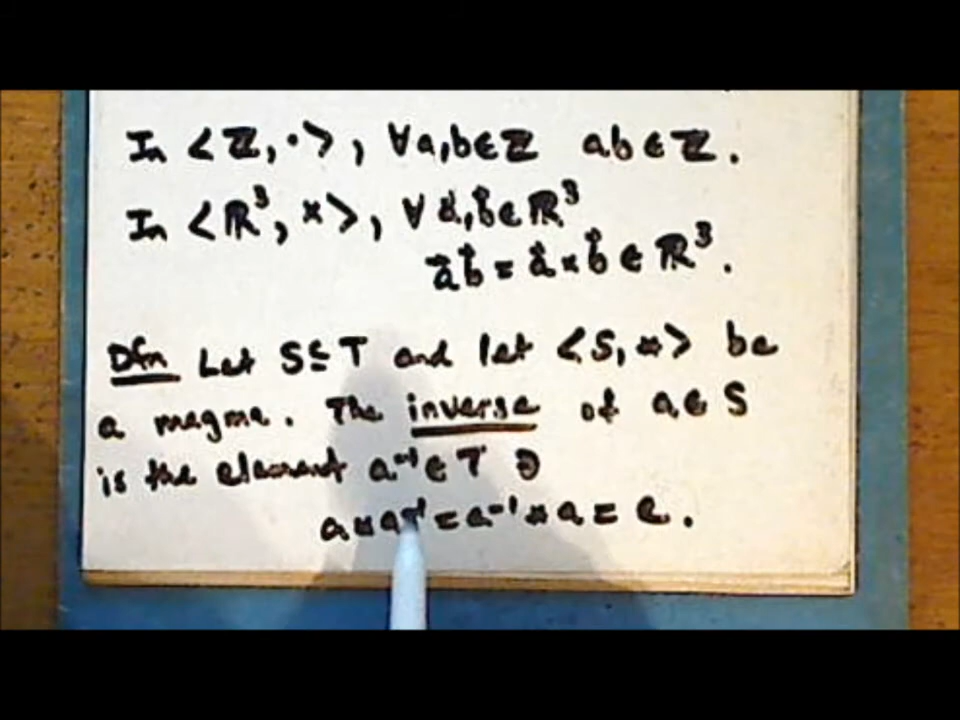 In <ℤ, ·>, ∀a,b∈ℤ ab∈ℤ.
In <ℝ³, ×>, ∀a⃗,b⃗∈ℝ³
a⃗b⃗ = a⃗×b⃗ ∈ ℝ³.
Dfn Let S⊆T and let <S, *> be
a magma. The inverse of a∈S
is the element a⁻¹∈T ∋
a*a⁻¹=a⁻¹*a=e.